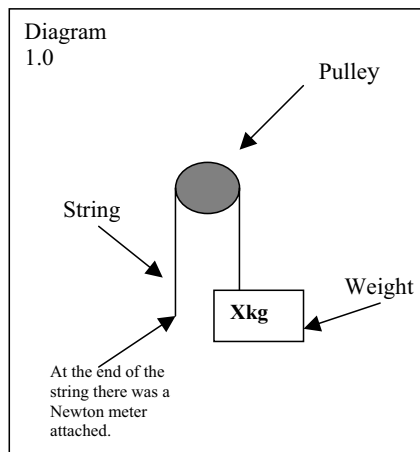 Diagram
1.0
Pulley
String
Weight
Xkg
At the end of the
string there was a
Newton meter
attached.